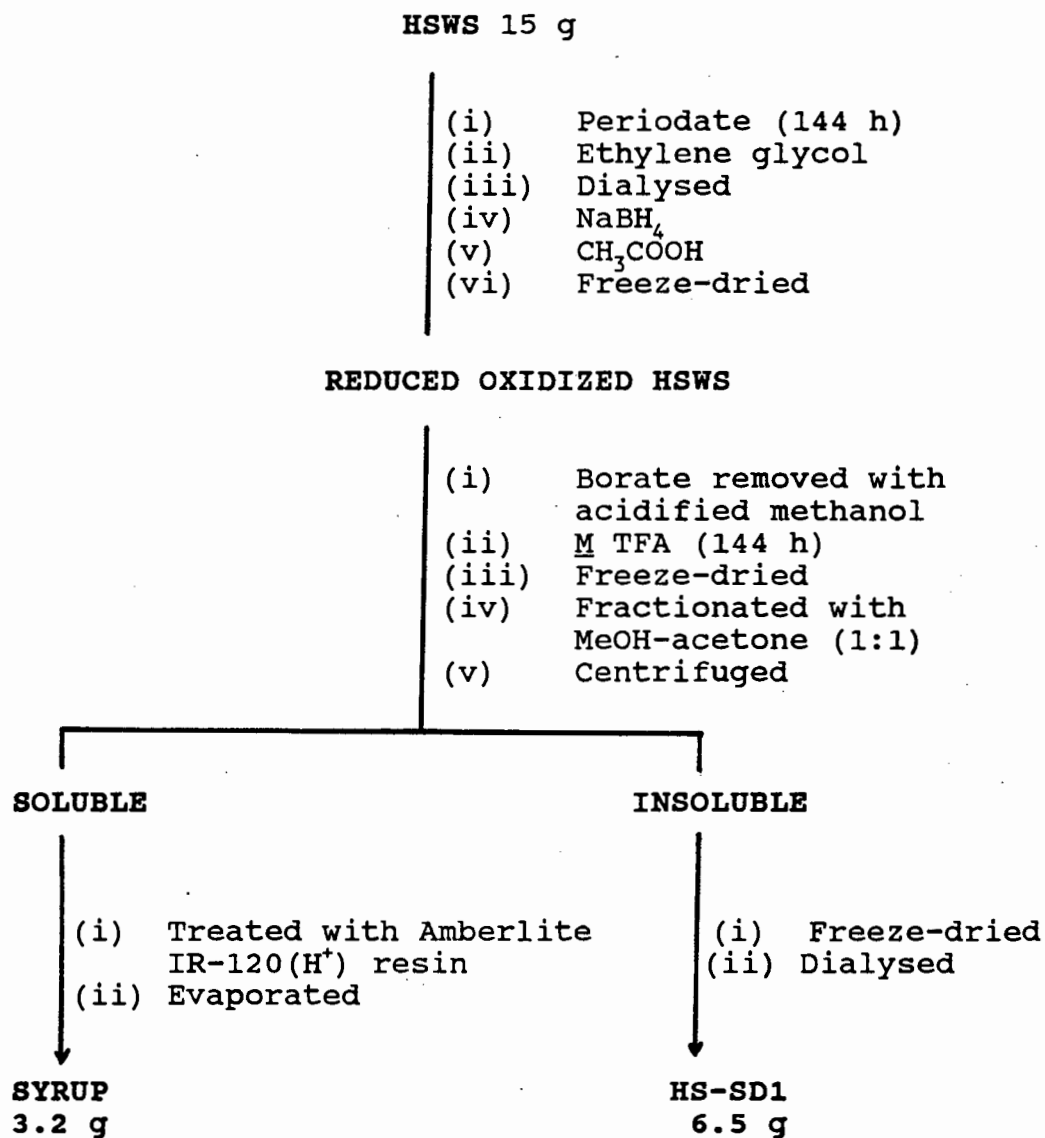 HSWS 15 g
(i) Periodate (144 h)
(ii) Ethylene glycol
(iii) Dialysed
(iv) NaBH₄
(v) CH₃COOH
(vi) Freeze-dried
REDUCED OXIDIZED HSWS
(i) Borate removed with
acidified methanol
(ii) M TFA (144 h)
(iii) Freeze-dried
(iv) Fractionated with
MeOH-acetone (1:1)
(v) Centrifuged
SOLUBLE
INSOLUBLE
(i) Treated with Amberlite
IR-120(H⁺) resin
(ii) Evaporated
(i) Freeze-dried
(ii) Dialysed
SYRUP
3.2 g
HS-SD1
6.5 g